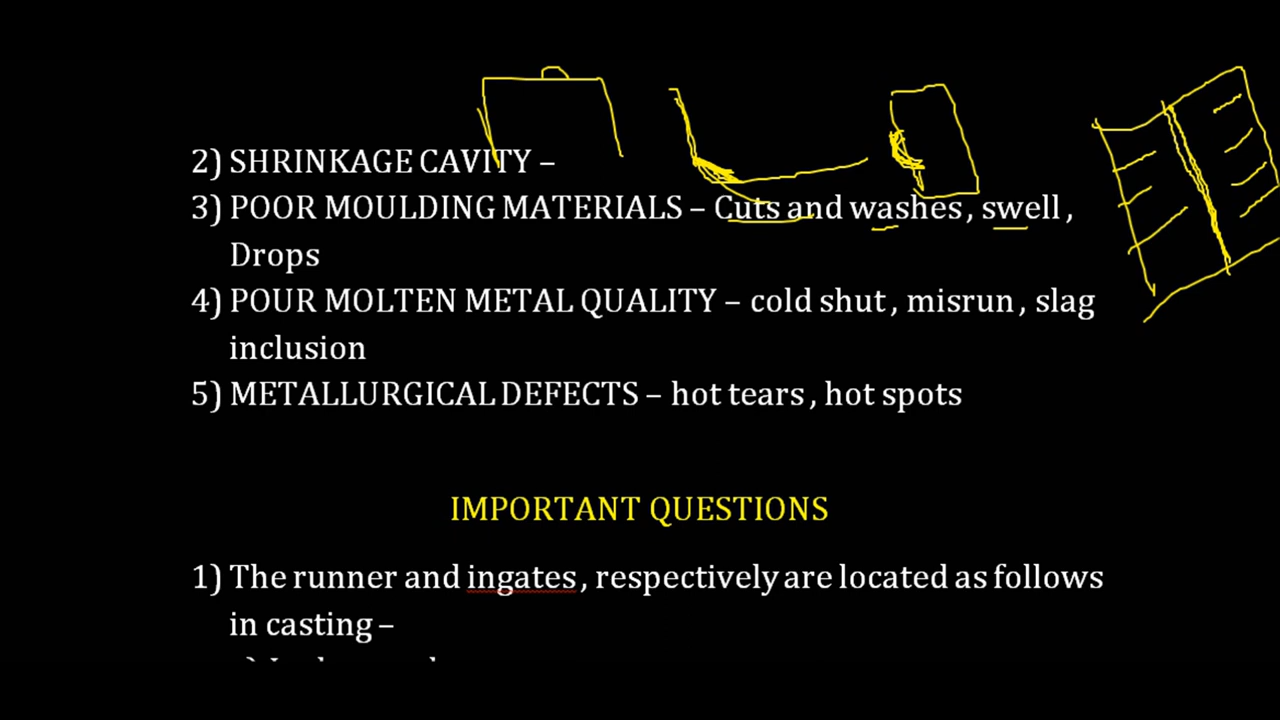 2) SHRINKAGE CAVITY –
3) POOR MOULDING MATERIALS – Cuts and washes , swell ,
Drops
4) POUR MOLTEN METAL QUALITY – cold shut , misrun , slag
inclusion
5) METALLURGICAL DEFECTS – hot tears , hot spots
IMPORTANT QUESTIONS
1) The runner and ingates , respectively are located as follows
in casting –